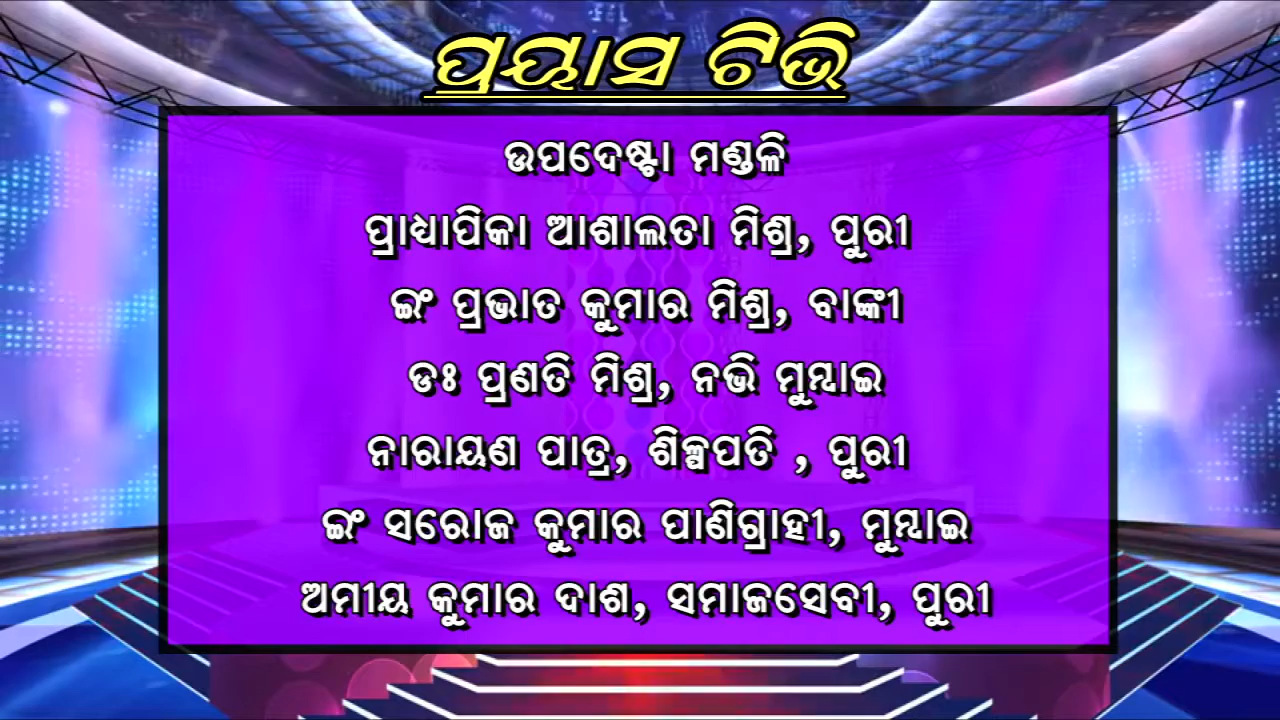 ପ୍ରୟାସ ଟିଭି
ଉପଦେଷ୍ଟା ମଣ୍ଡଳି
ପ୍ରାଧ୍ୟାପିକା ଆଶାଲତା ମିଶ୍ର, ପୁରୀ
ଇଂ ପ୍ରଭାତ କୁମାର ମିଶ୍ର, ବାଙ୍କୀ
ଡଃ ପ୍ରଣତି ମିଶ୍ର, ନଭି ମୁମ୍ବାଇ
ନାରାୟଣ ପାତ୍ର, ଶିଳ୍ପପତି , ପୁରୀ
ଇଂ ସରୋଜ କୁମାର ପାଣିଗ୍ରାହୀ, ମୁମ୍ବାଇ
ଅମୀୟ କୁମାର ଦାଶ, ସମାଜସେବୀ, ପୁରୀ